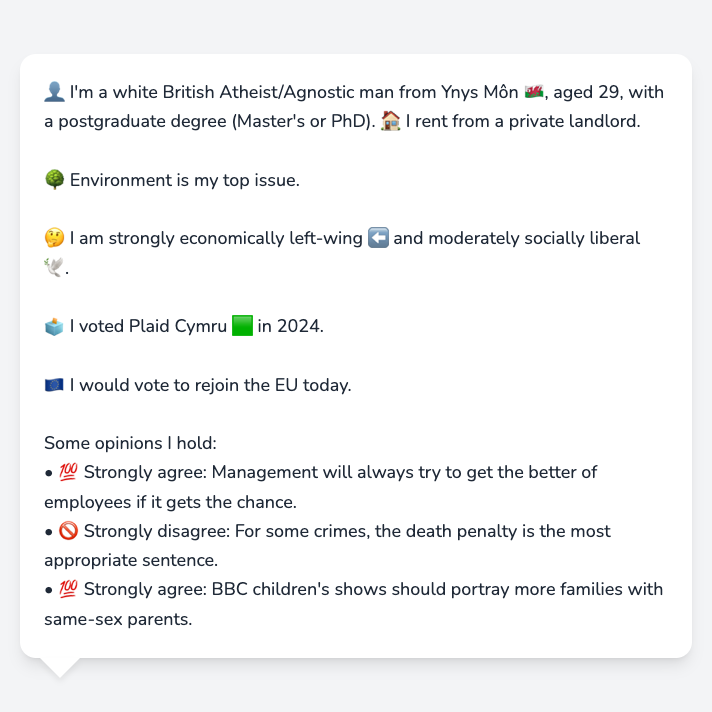 👤 I'm a white British Atheist/Agnostic man from Ynys Môn 🏴󠁧󠁢󠁷󠁬󠁳󠁿, aged 29, with
a postgraduate degree (Master's or PhD). 🏠 I rent from a private landlord.
🌳 Environment is my top issue.
🤔 I am strongly economically left-wing ⬅️ and moderately socially liberal
🕊️.
🗳️ I voted Plaid Cymru 🟩 in 2024.
🇪🇺 I would vote to rejoin the EU today.
Some opinions I hold:
• 💯 Strongly agree: Management will always try to get the better of
employees if it gets the chance.
• 🚫 Strongly disagree: For some crimes, the death penalty is the most
appropriate sentence.
• 💯 Strongly agree: BBC children's shows should portray more families with
same-sex parents.